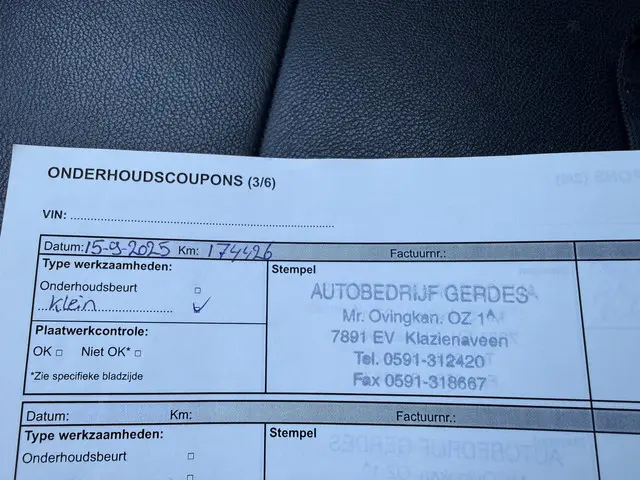 ONDERHOUDSCOUPONS (3/6)
VIN:
Datum: 15-9-2025 Km: 174426 Factuurnr.:
Type werkzaamheden:
Onderhoudsbeurt
Klein
Plaatwerkcontrole:
OK Niet OK*
*Zie specifieke bladzijde
Stempel
AUTOBEDRIJF GERDES
Mr. Ovingkan. OZ 1A
7891 EV Klazienaveen
Tel. 0591-312420
Fax 0591-318667
Datum: Km: Factuurnr.:
Type werkzaamheden:
Onderhoudsbeurt
Stempel